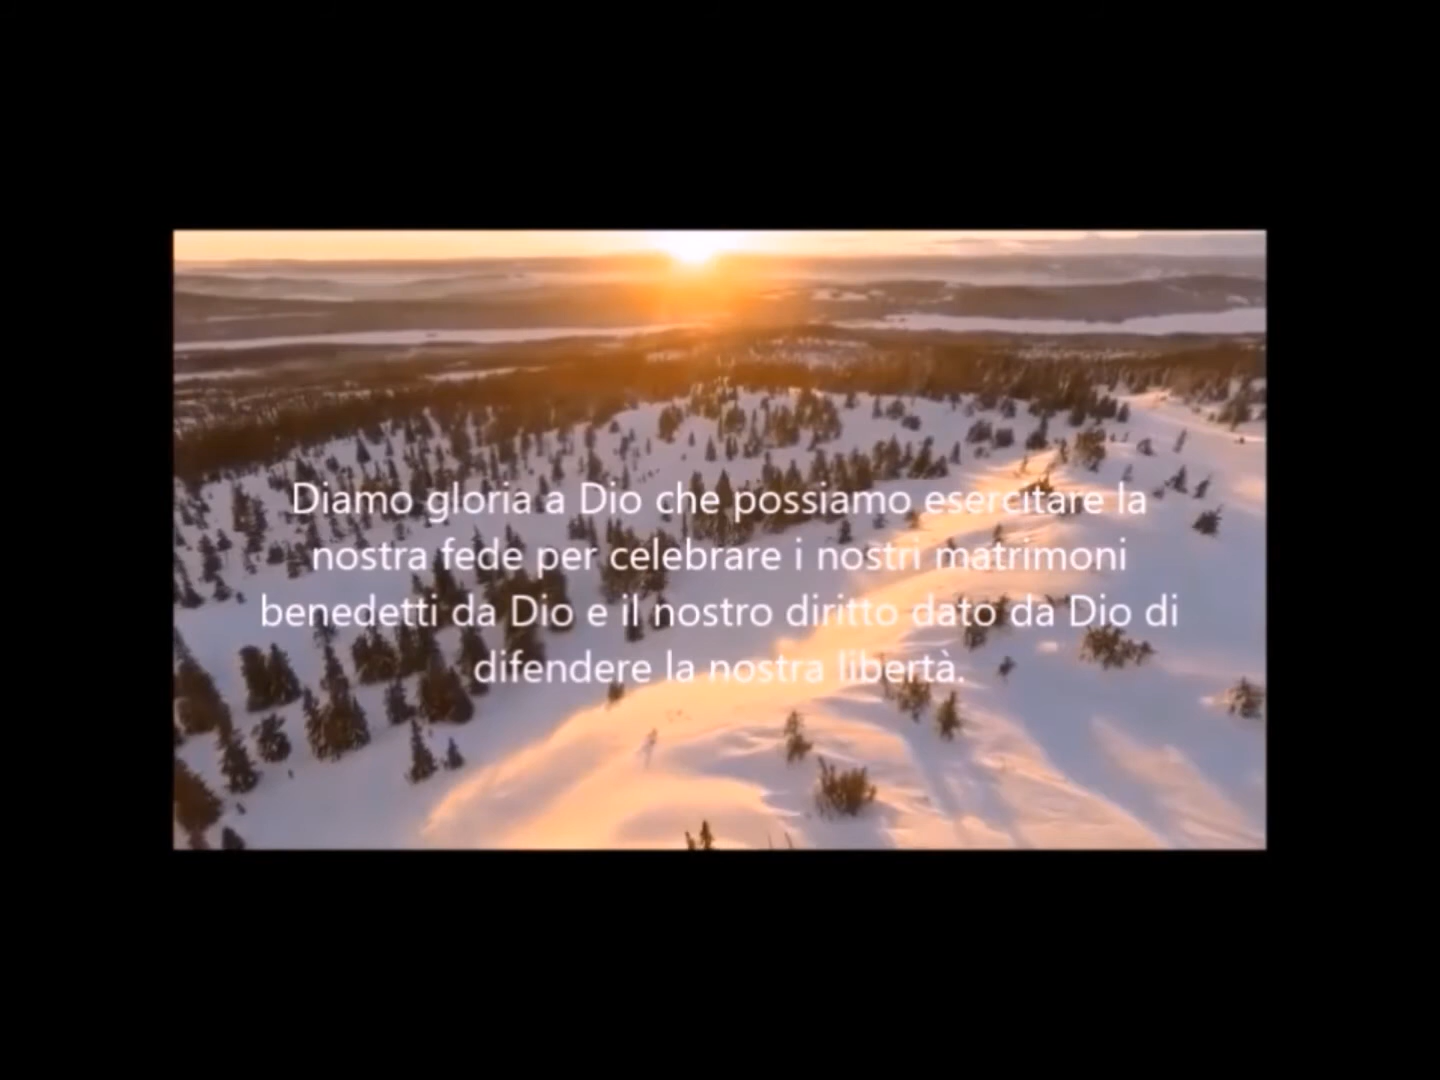 Diamo gloria a Dio che possiamo esercitare la
nostra fede per celebrare i nostri matrimoni
benedetti da Dio e il nostro diritto dato da Dio di
difendere la nostra libertà.